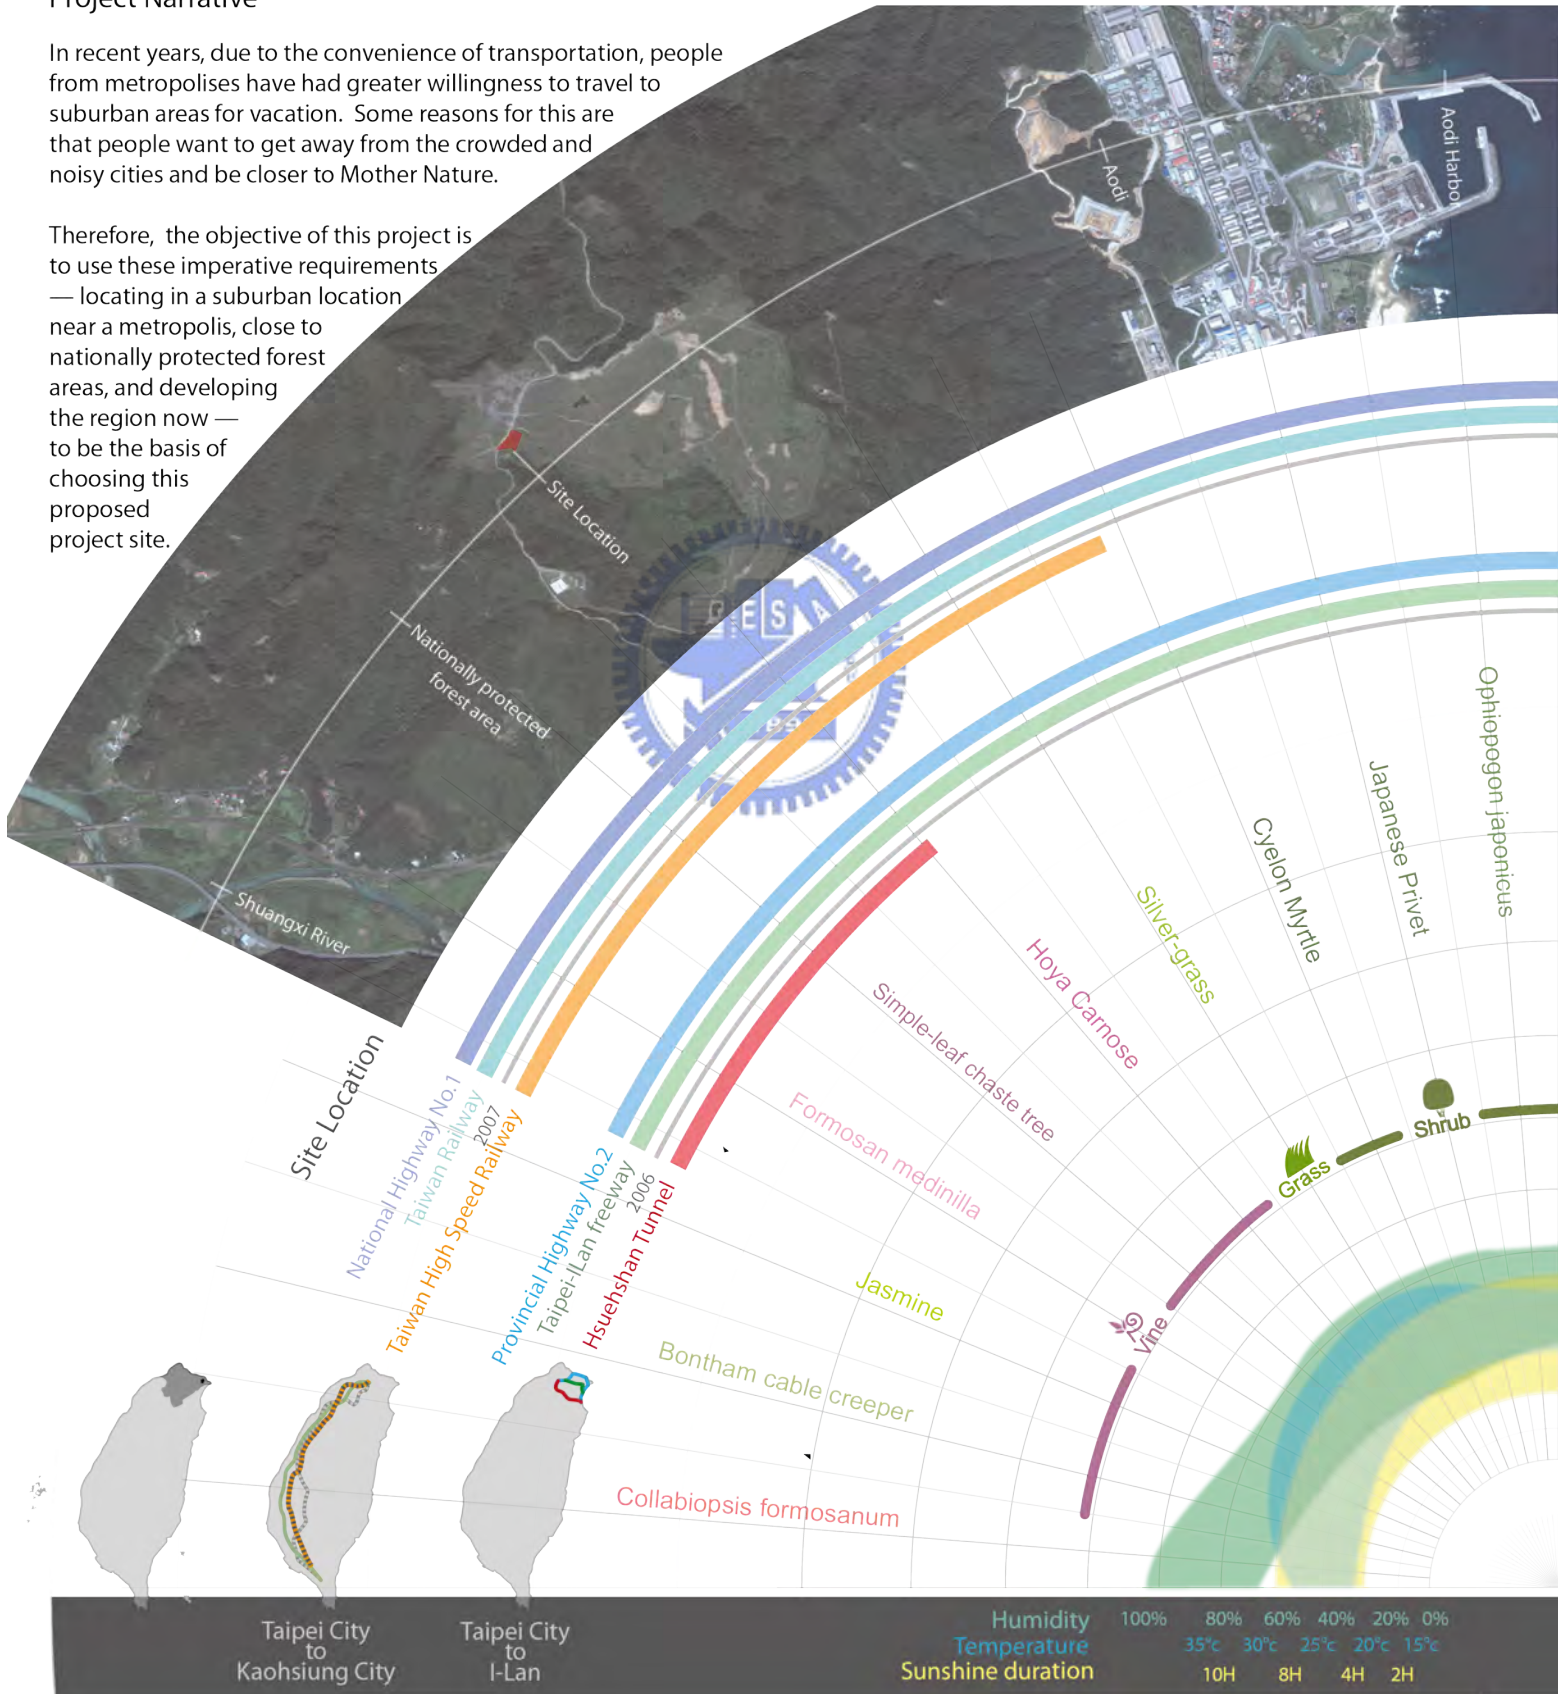 Project Narrative
In recent years, due to the convenience of transportation, people
from metropolises have had greater willingness to travel to
suburban areas for vacation.  Some reasons for this are
that people want to get away from the crowded and
noisy cities and be closer to Mother Nature.
Therefore,  the objective of this project is
to use these imperative requirements
— locating in a suburban location
near a metropolis, close to
nationally protected forest
areas, and developing
the region now —
to be the basis of
choosing this
proposed
project site.
Aodi Harbor
Aodi
Site Location
Nationally protected
forest area
Shuangxi River
ESA
Site Location
National Highway No.1
Taiwan Railway
2007
Taiwan High Speed Railway
Provincial Highway No.2
Taipei-ILan freeway
2006
Hsuehshan Tunnel
Ophiopogon japonicus
Japanese Privet
Cyelon Myrtle
Silver-grass
Hoya Carnose
Simple-leaf chaste tree
Formosan medinilla
Jasmine
Bontham cable creeper
Collabiopsis formosanum
Shrub
Grass
Vine
Taipei City
to
Kaohsiung City
Taipei City
to
I-Lan
Humidity 100% 80% 60% 40% 20% 0%
Temperature 35°c 30°c 25°c 20°c 15°c
Sunshine duration 10H 8H 4H 2H